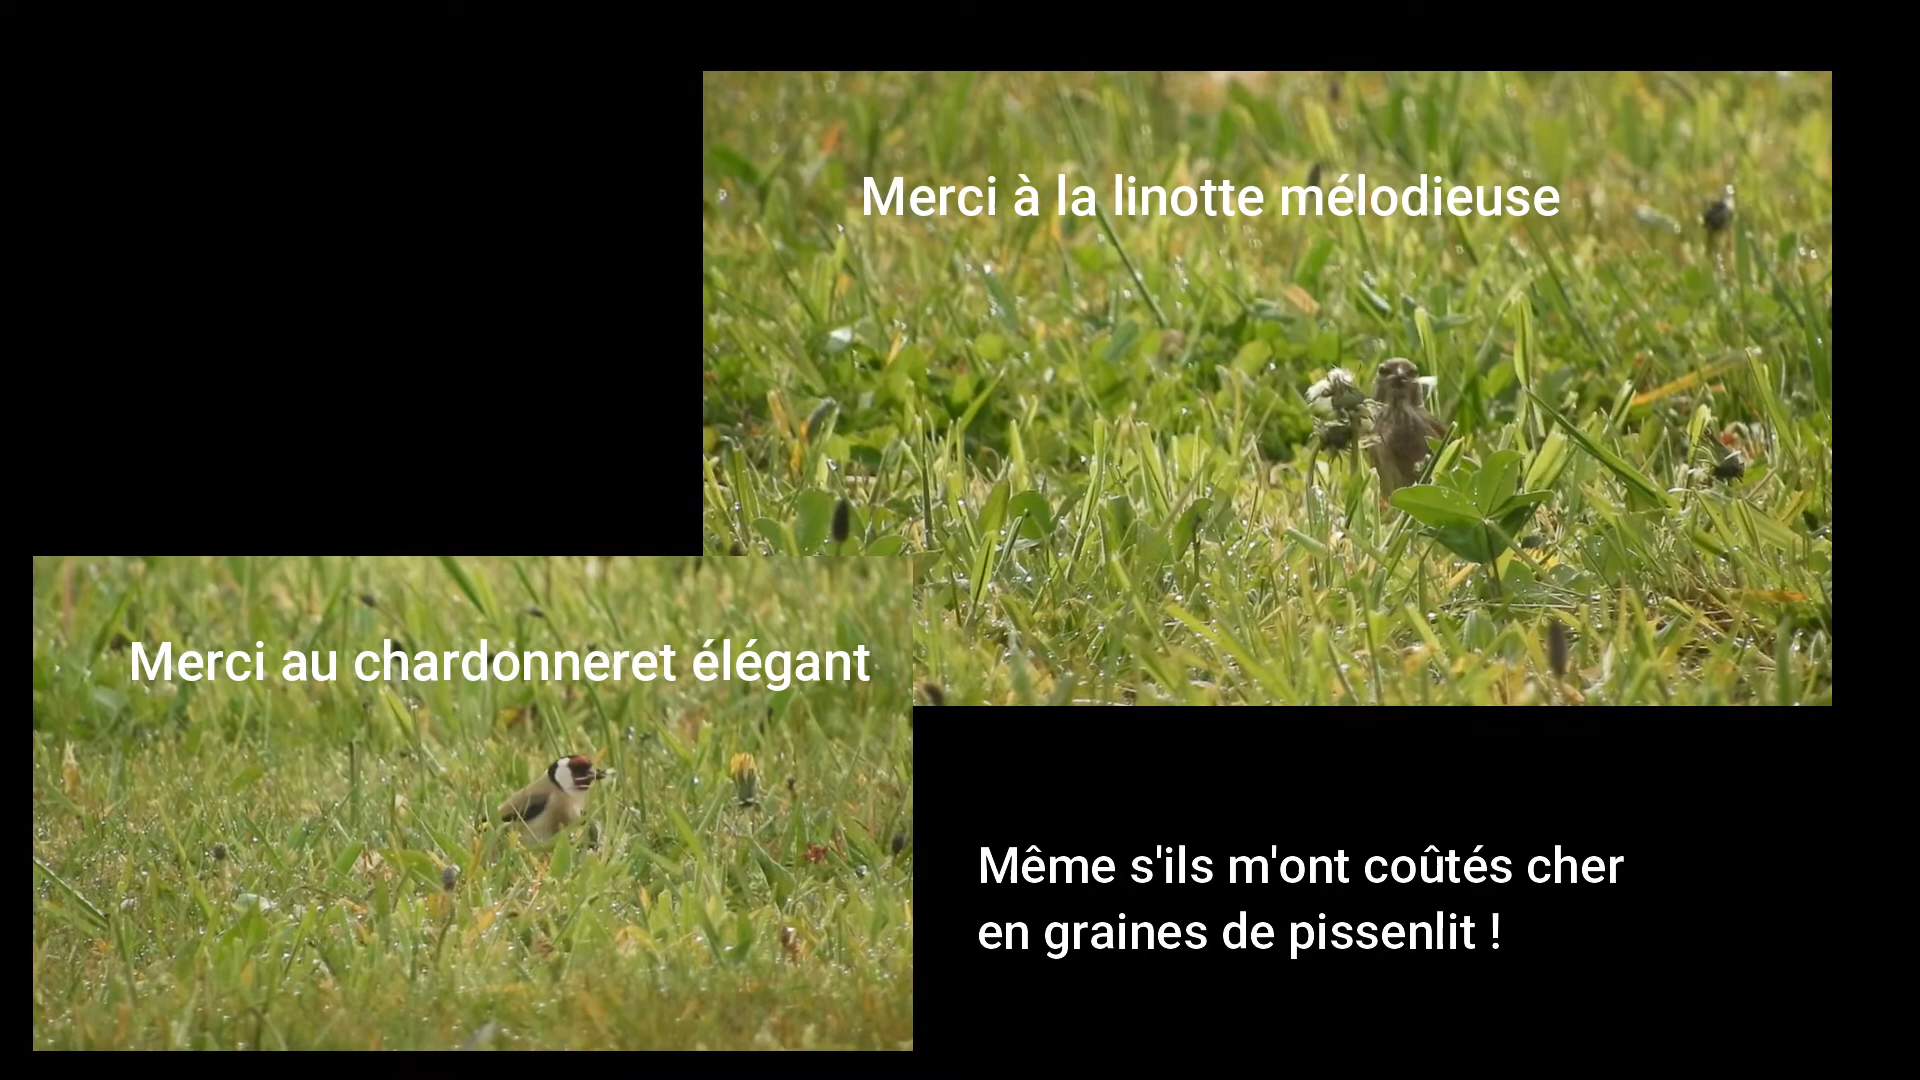 Merci à la linotte mélodieuse
Merci au chardonneret élégant
Même s'ils m'ont coûtés cher
en graines de pissenlit !